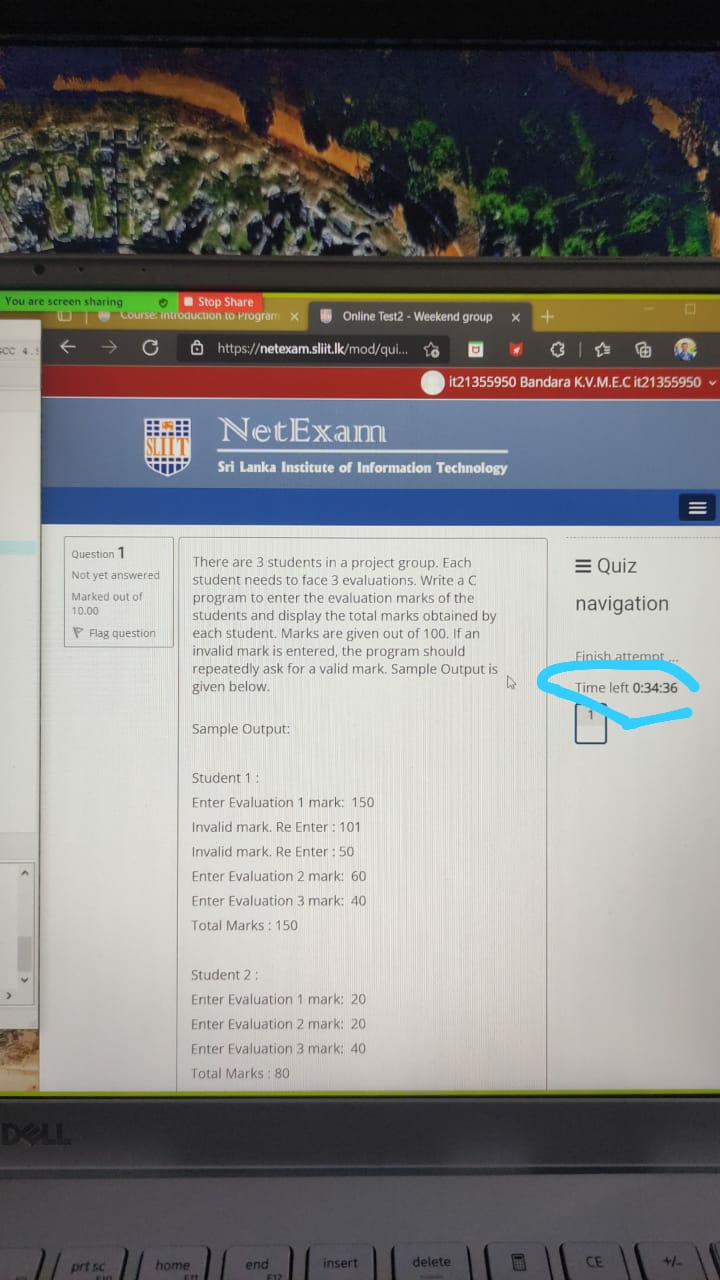 You are screen sharing
Stop Share
Course: Introduction to Program
Online Test2 - Weekend group
https://netexam.sliit.lk/mod/qui...
it21355950 Bandara K.V.M.E.C it21355950
SLIIT
NetExam
Sri Lanka Institute of Information Technology
Question 1
Not yet answered
Marked out of
10.00
Flag question
There are 3 students in a project group. Each
student needs to face 3 evaluations. Write a C
program to enter the evaluation marks of the
students and display the total marks obtained by
each student. Marks are given out of 100. If an
invalid mark is entered, the program should
repeatedly ask for a valid mark. Sample Output is
given below.
Sample Output:
Student 1 :
Enter Evaluation 1 mark: 150
Invalid mark. Re Enter : 101
Invalid mark. Re Enter : 50
Enter Evaluation 2 mark: 60
Enter Evaluation 3 mark: 40
Total Marks : 150
Student 2 :
Enter Evaluation 1 mark: 20
Enter Evaluation 2 mark: 20
Enter Evaluation 3 mark: 40
Total Marks : 80
Quiz
navigation
Finish attempt ...
Time left 0:34:36
1
DELL
prt sc
home
end
insert
delete
CE
+/-